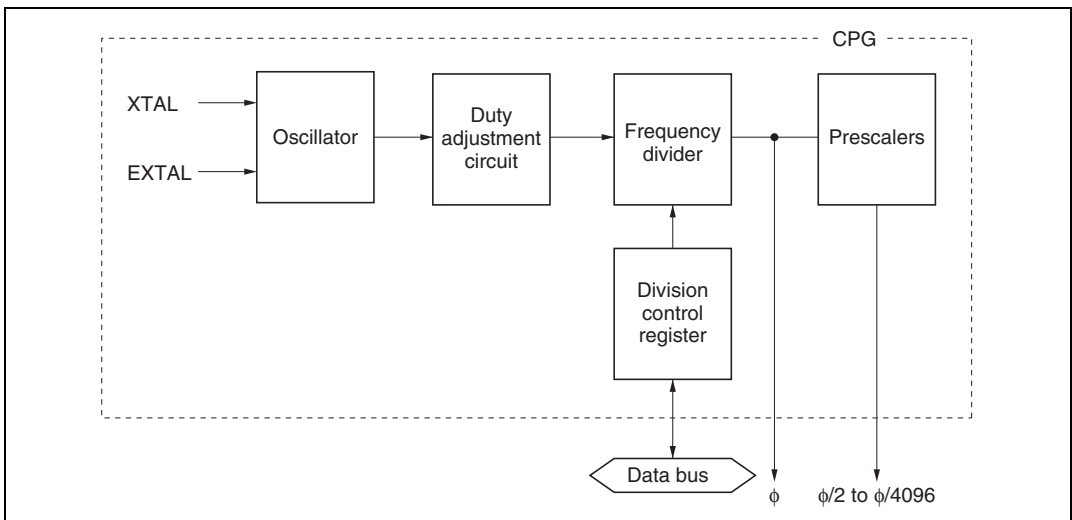 CPG
XTAL
EXTAL
Oscillator
Duty
adjustment
circuit
Frequency
divider
Prescalers
Division
control
register
Data bus
ϕ
ϕ/2 to ϕ/4096